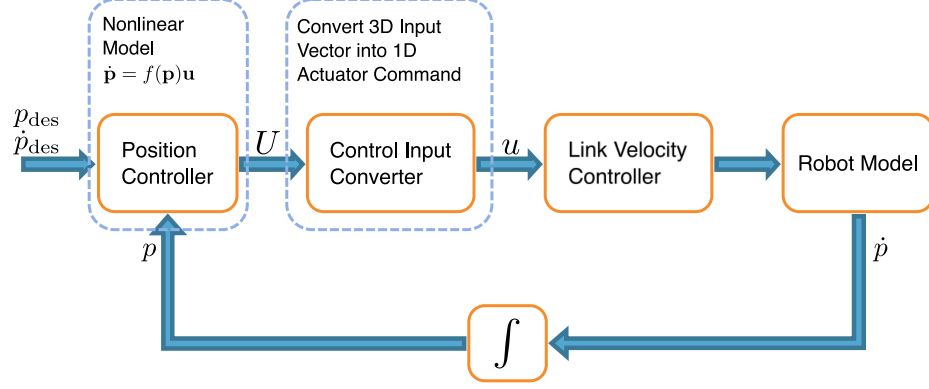 Nonlinear
Model
ṗ = f(p)u
Convert 3D Input
Vector into 1D
Actuator Command
p_des
ṗ_des
Position
Controller
U
Control Input
Converter
u
Link Velocity
Controller
Robot Model
p
ṗ
∫